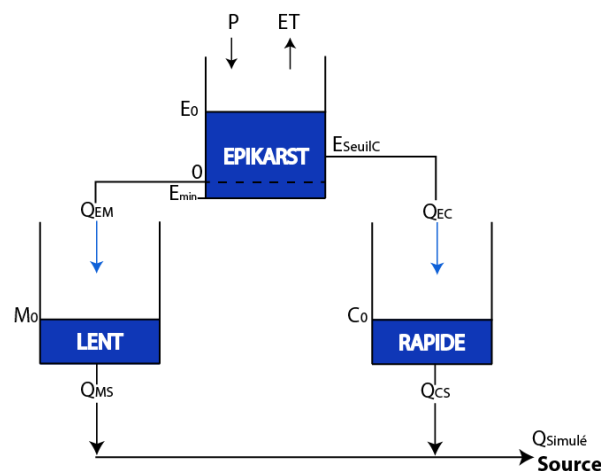 P ET
E0
EPIKARST
ESeuilC
0
Emin
QEM
QEC
M0
LENT
C0
RAPIDE
QMS
QCS
QSimulé
Source